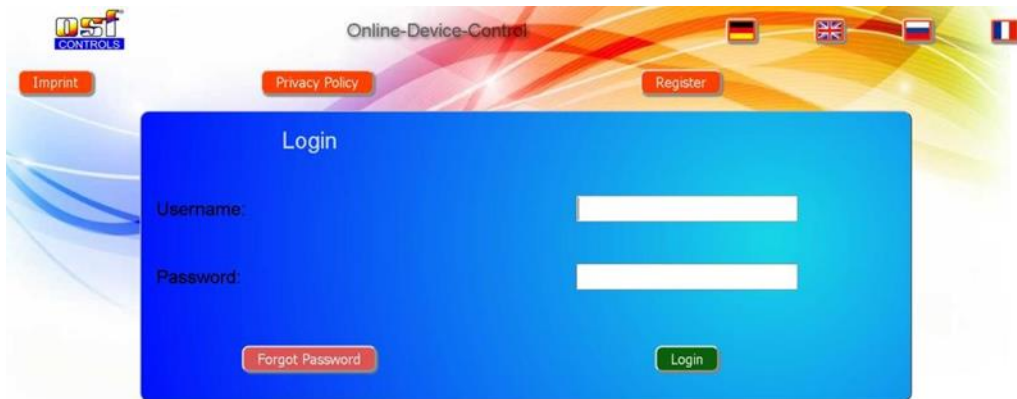 osf
CONTROLS
Online-Device-Control
Imprint
Privacy Policy
Register
Login
Username:
Password:
Forgot Password
Login